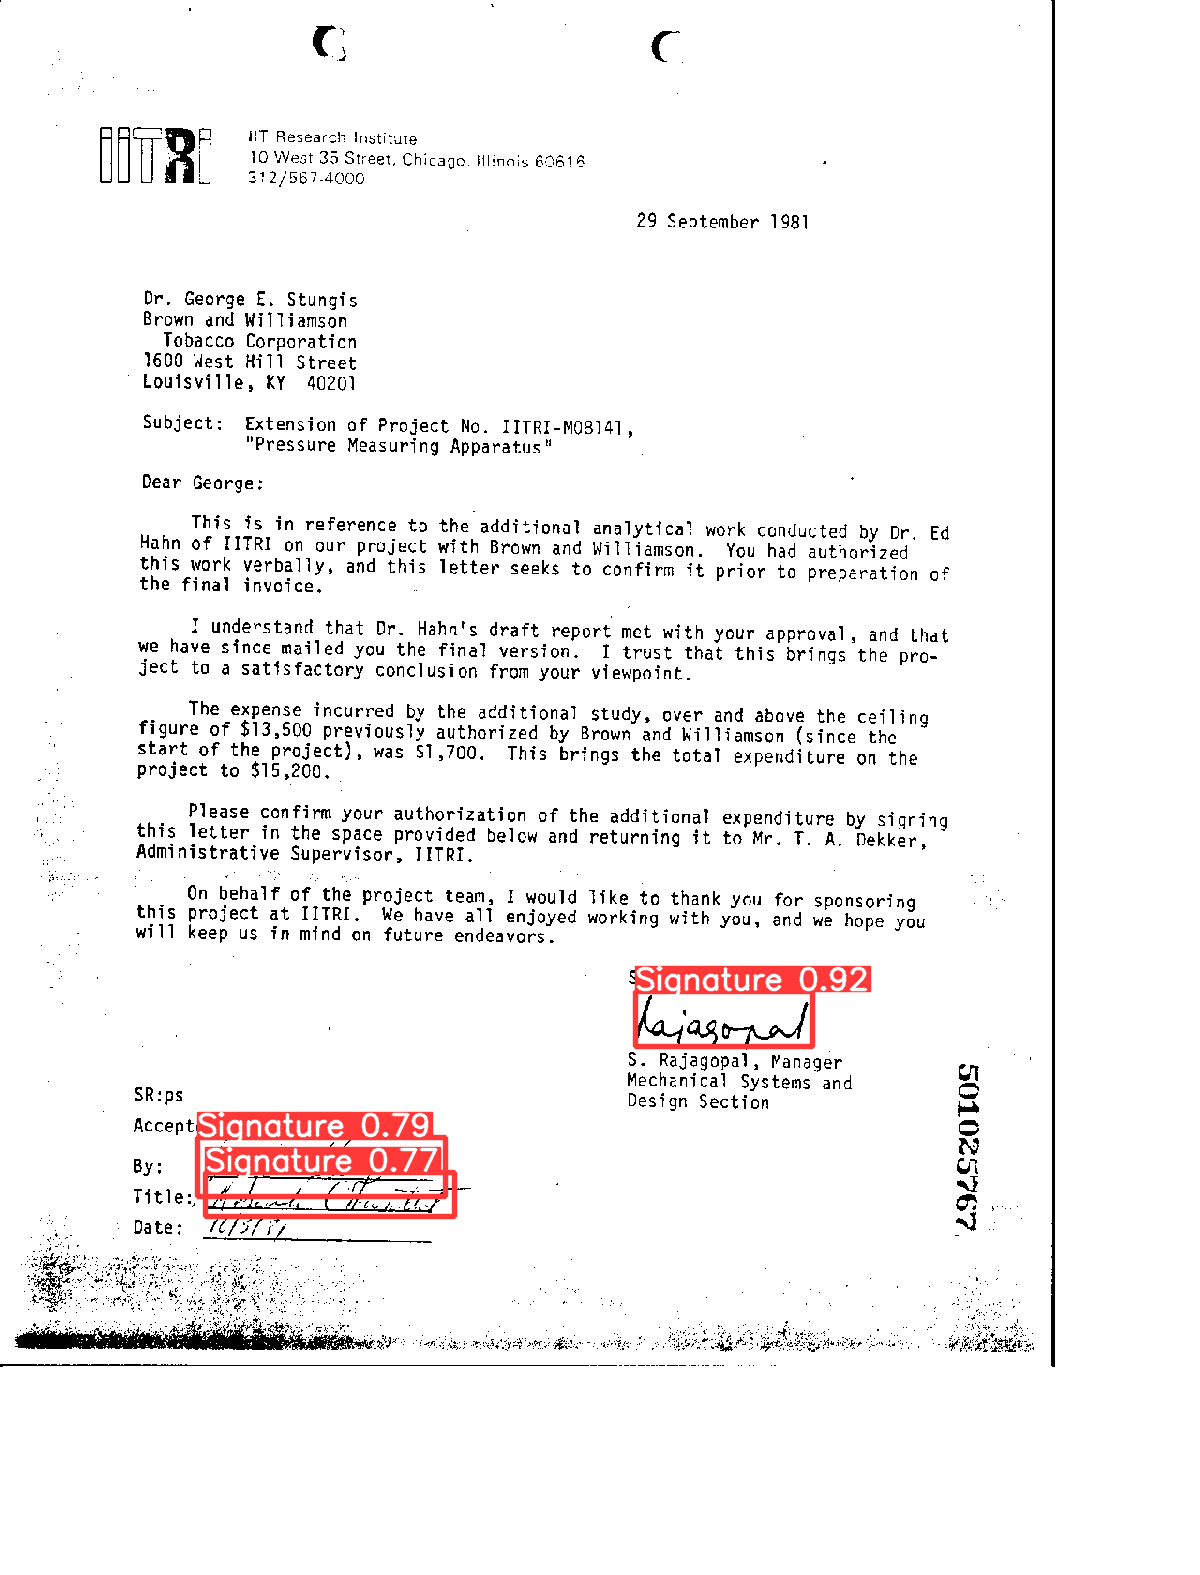 IITRI
IIT Research Institute
10 West 35 Street, Chicago, Illinois 60616
312/567-4000
29 September 1981
Dr. George E. Stungis
Brown and Williamson
Tobacco Corporation
1600 West Hill Street
Louisville, KY 40201
Subject: Extension of Project No. IITRI-M08141,
"Pressure Measuring Apparatus"
Dear George:
This is in reference to the additional analytical work conducted by Dr. Ed
Hahn of IITRI on our project with Brown and Williamson. You had authorized
this work verbally, and this letter seeks to confirm it prior to preparation of
the final invoice.
I understand that Dr. Hahn's draft report met with your approval, and that
we have since mailed you the final version. I trust that this brings the pro-
ject to a satisfactory conclusion from your viewpoint.
The expense incurred by the additional study, over and above the ceiling
figure of $13,500 previously authorized by Brown and Williamson (since the
start of the project), was $1,700. This brings the total expenditure on the
project to $15,200.
Please confirm your authorization of the additional expenditure by signing
this letter in the space provided below and returning it to Mr. T. A. Dekker,
Administrative Supervisor, IITRI.
On behalf of the project team, I would like to thank you for sponsoring
this project at IITRI. We have all enjoyed working with you, and we hope you
will keep us in mind on future endeavors.
Signature 0.92
Rajagopal
S. Rajagopal, Manager
Mechanical Systems and
Design Section
SR:ps
Accept
Signature 0.79
By:
Signature 0.77
Title:
Date:
501025767